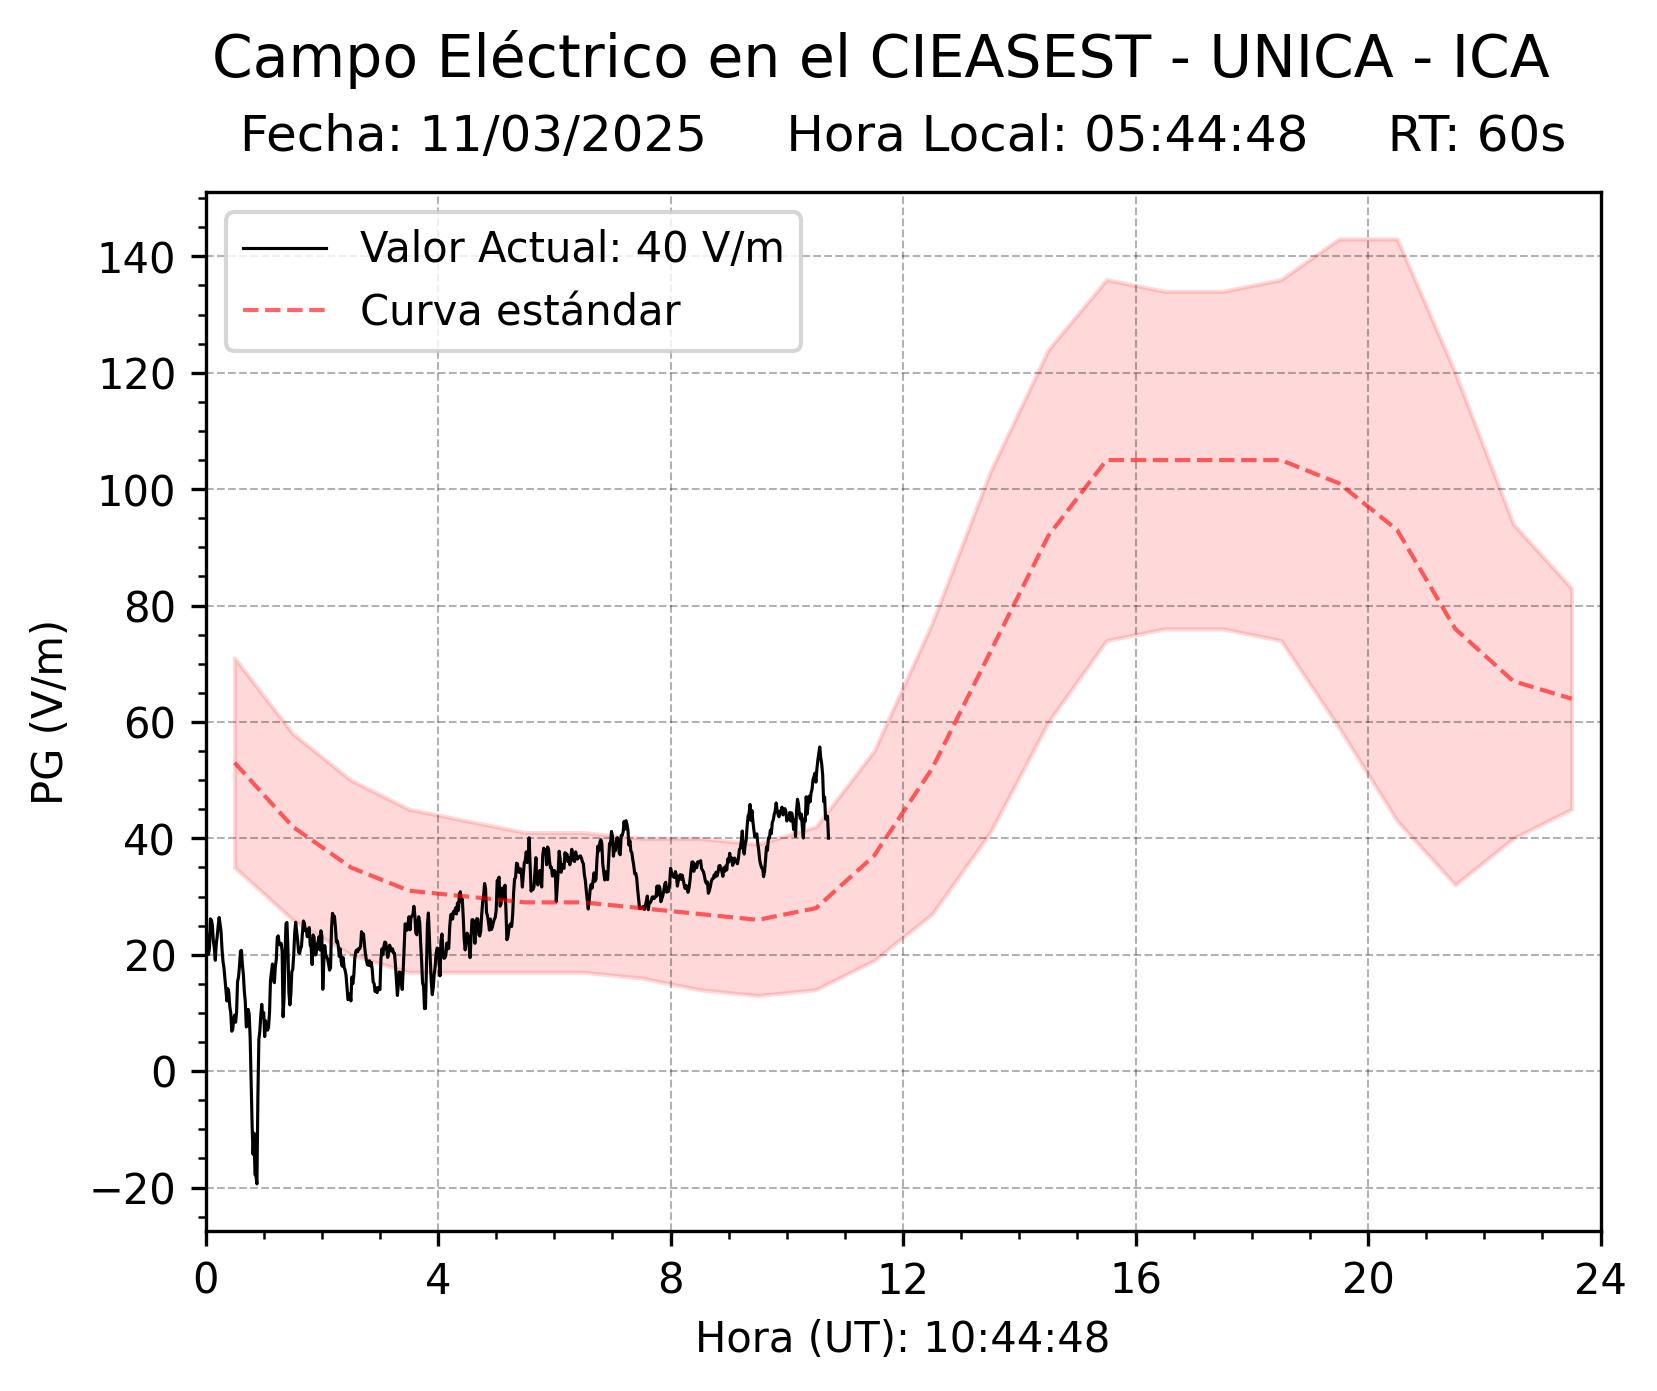 Campo Eléctrico en el CIEASEST - UNICA - ICA
Fecha: 11/03/2025 Hora Local: 05:44:48 RT: 60s
Valor Actual: 40 V/m
Curva estándar
PG (V/m)
140
120
100
80
60
40
20
0
−20
0 4 8 12 16 20 24
Hora (UT): 10:44:48